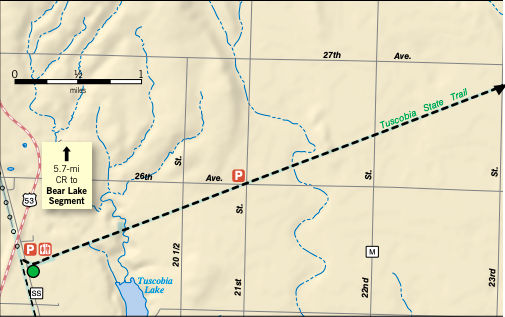 27th Ave.
0 ½ 1
miles
Tuscobia State Trail
5.7-mi
CR to
Bear Lake
Segment
26th Ave.
P
St.
St.
St.
53
St.
P
M
20 1/2
21st
22nd
23rd
SS
Tuscobia
Lake